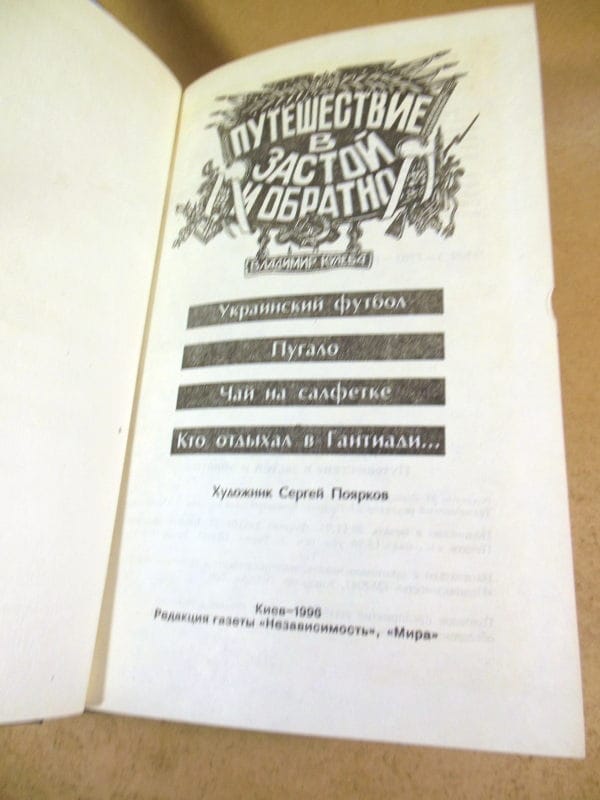 ПУТЕШЕСТВИЕ
В
ЗАСТОЙ
И ОБРАТНО
ВЛАДИМИР КУЛЕБА
Украинский футбол
Пугало
Чай на салфетке
Кто отдыхал в Гантиади...
Художник Сергей Поярков
Киев—1996
Редакция газеты «Независимость», «Мира»